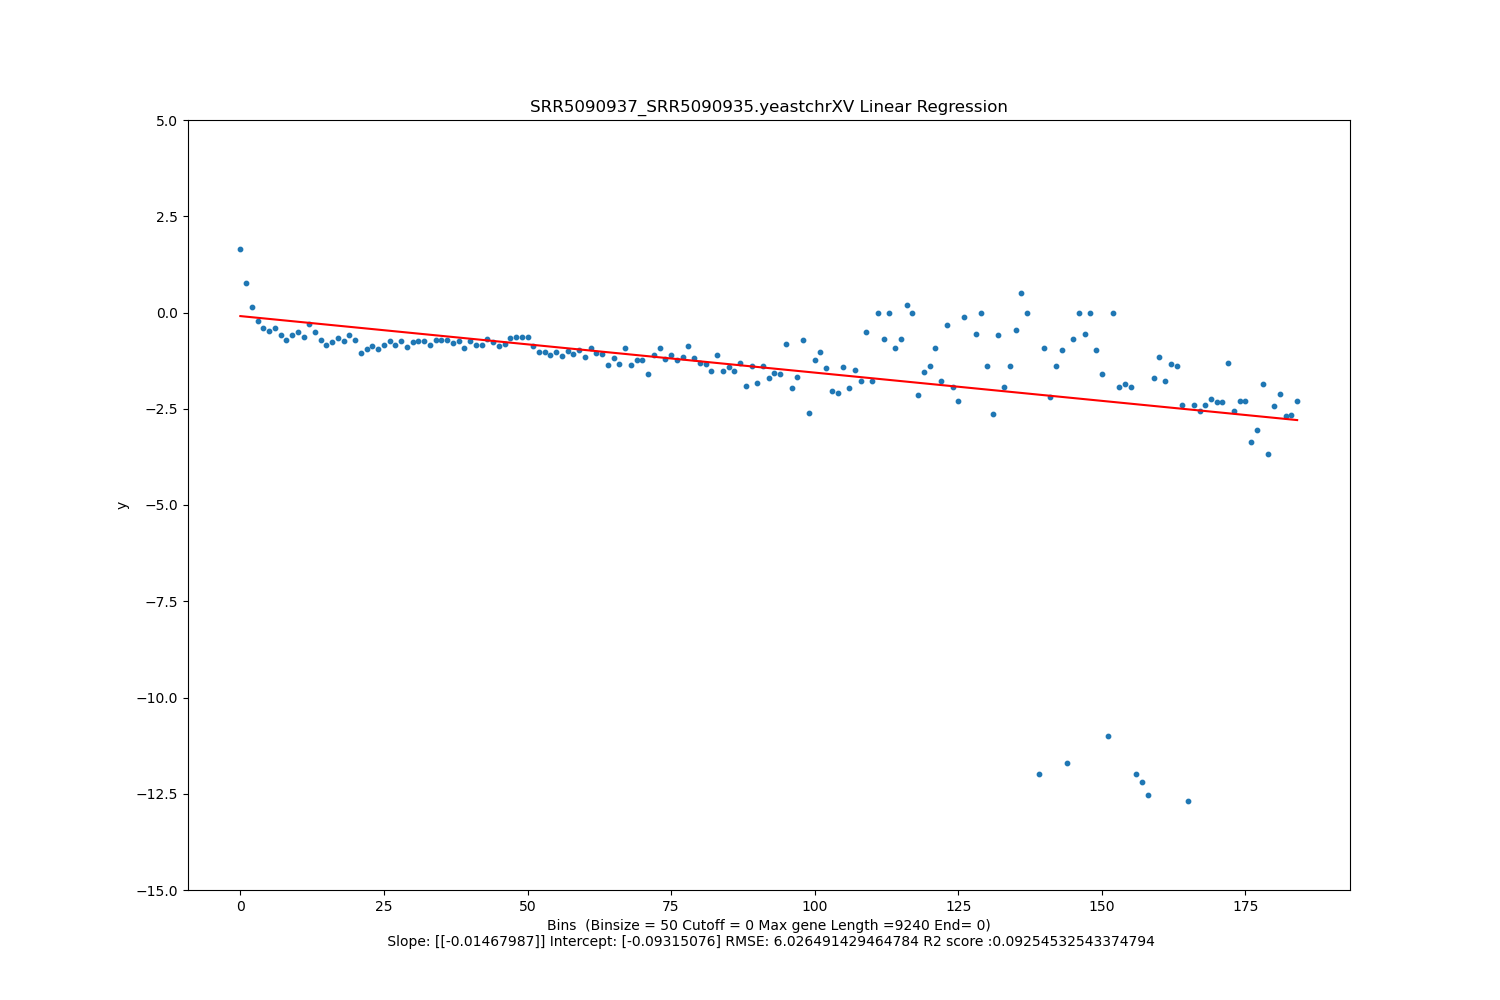 SRR5090937_SRR5090935.yeastchrXV Linear Regression
5.0
2.5
0.0
−2.5
−5.0
−7.5
−10.0
−12.5
−15.0
y
0 25 50 75 100 125 150 175
Bins  (Binsize = 50 Cutoff = 0 Max gene Length =9240 End= 0)
Slope: [[-0.01467987]] Intercept: [-0.09315076] RMSE: 6.026491429464784 R2 score :0.09254532543374794